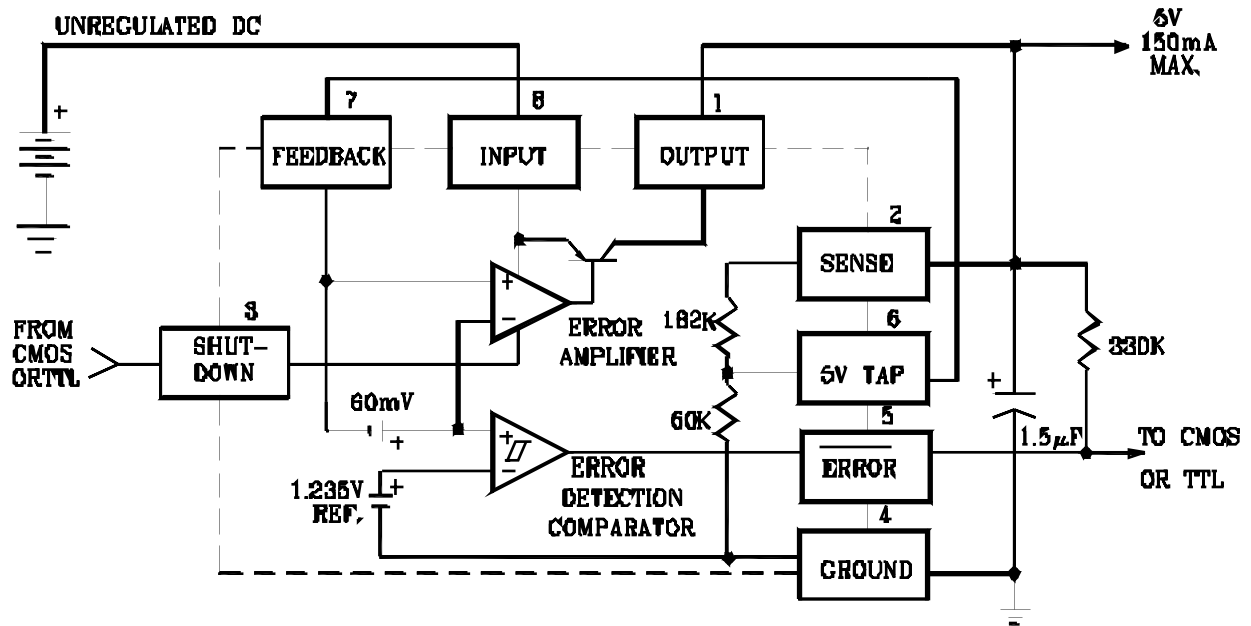 UNREGULATED DC
5V
150mA
MAX.
7
8
1
FEEDBACK
INPUT
OUTPUT
2
SENSE
+
3
FROM
CMOS
ORTTL
SHUT-
DOWN
+
−
ERROR
AMPLIFIER
182K
6
5V TAP
330K
60mV
+
60K
5
+
1.5µF
TO CMOS
OR TTL
+
−
ERROR
DETECTION
COMPARATOR
ERROR
1.235V
REF.
+
4
GROUND